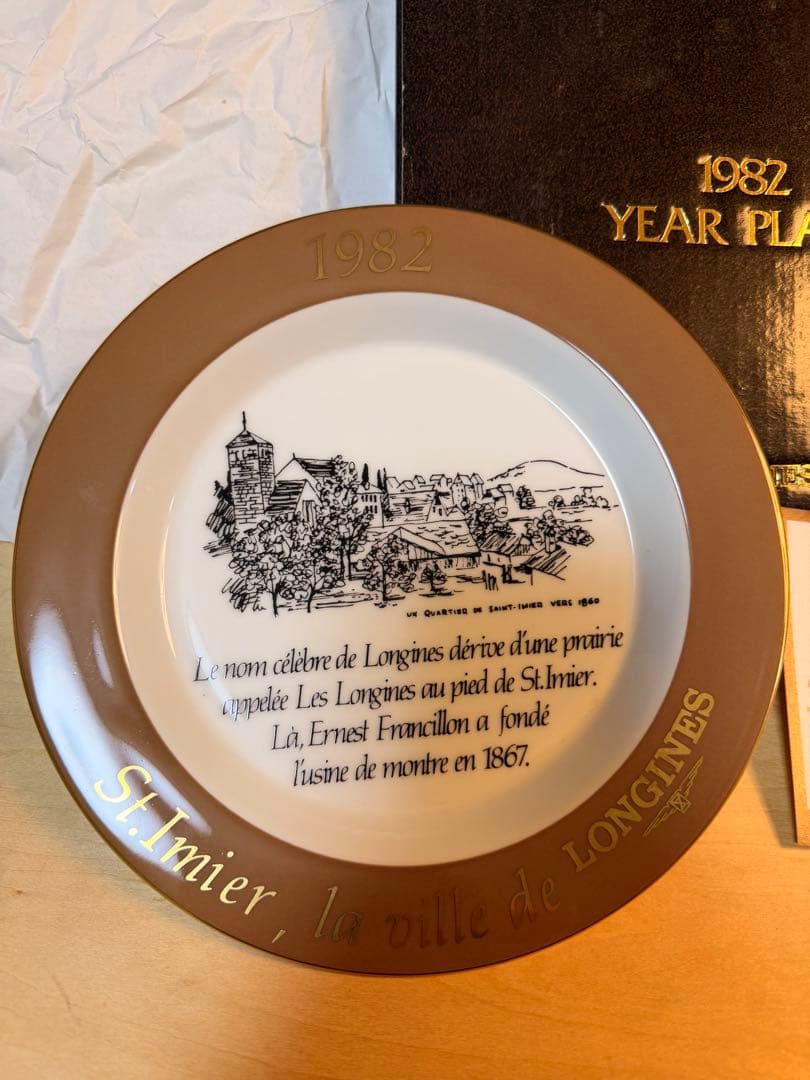 1982
YEAR PLA
1982
UN QUARTIER DE SAINT-IMIER VERS 1860
Le nom célèbre de Longines dérive d'une prairie
appelée Les Longines au pied de St.Imier.
Là, Ernest Francillon a fondé
l'usine de montre en 1867.
St.Imier, la ville de LONGINES